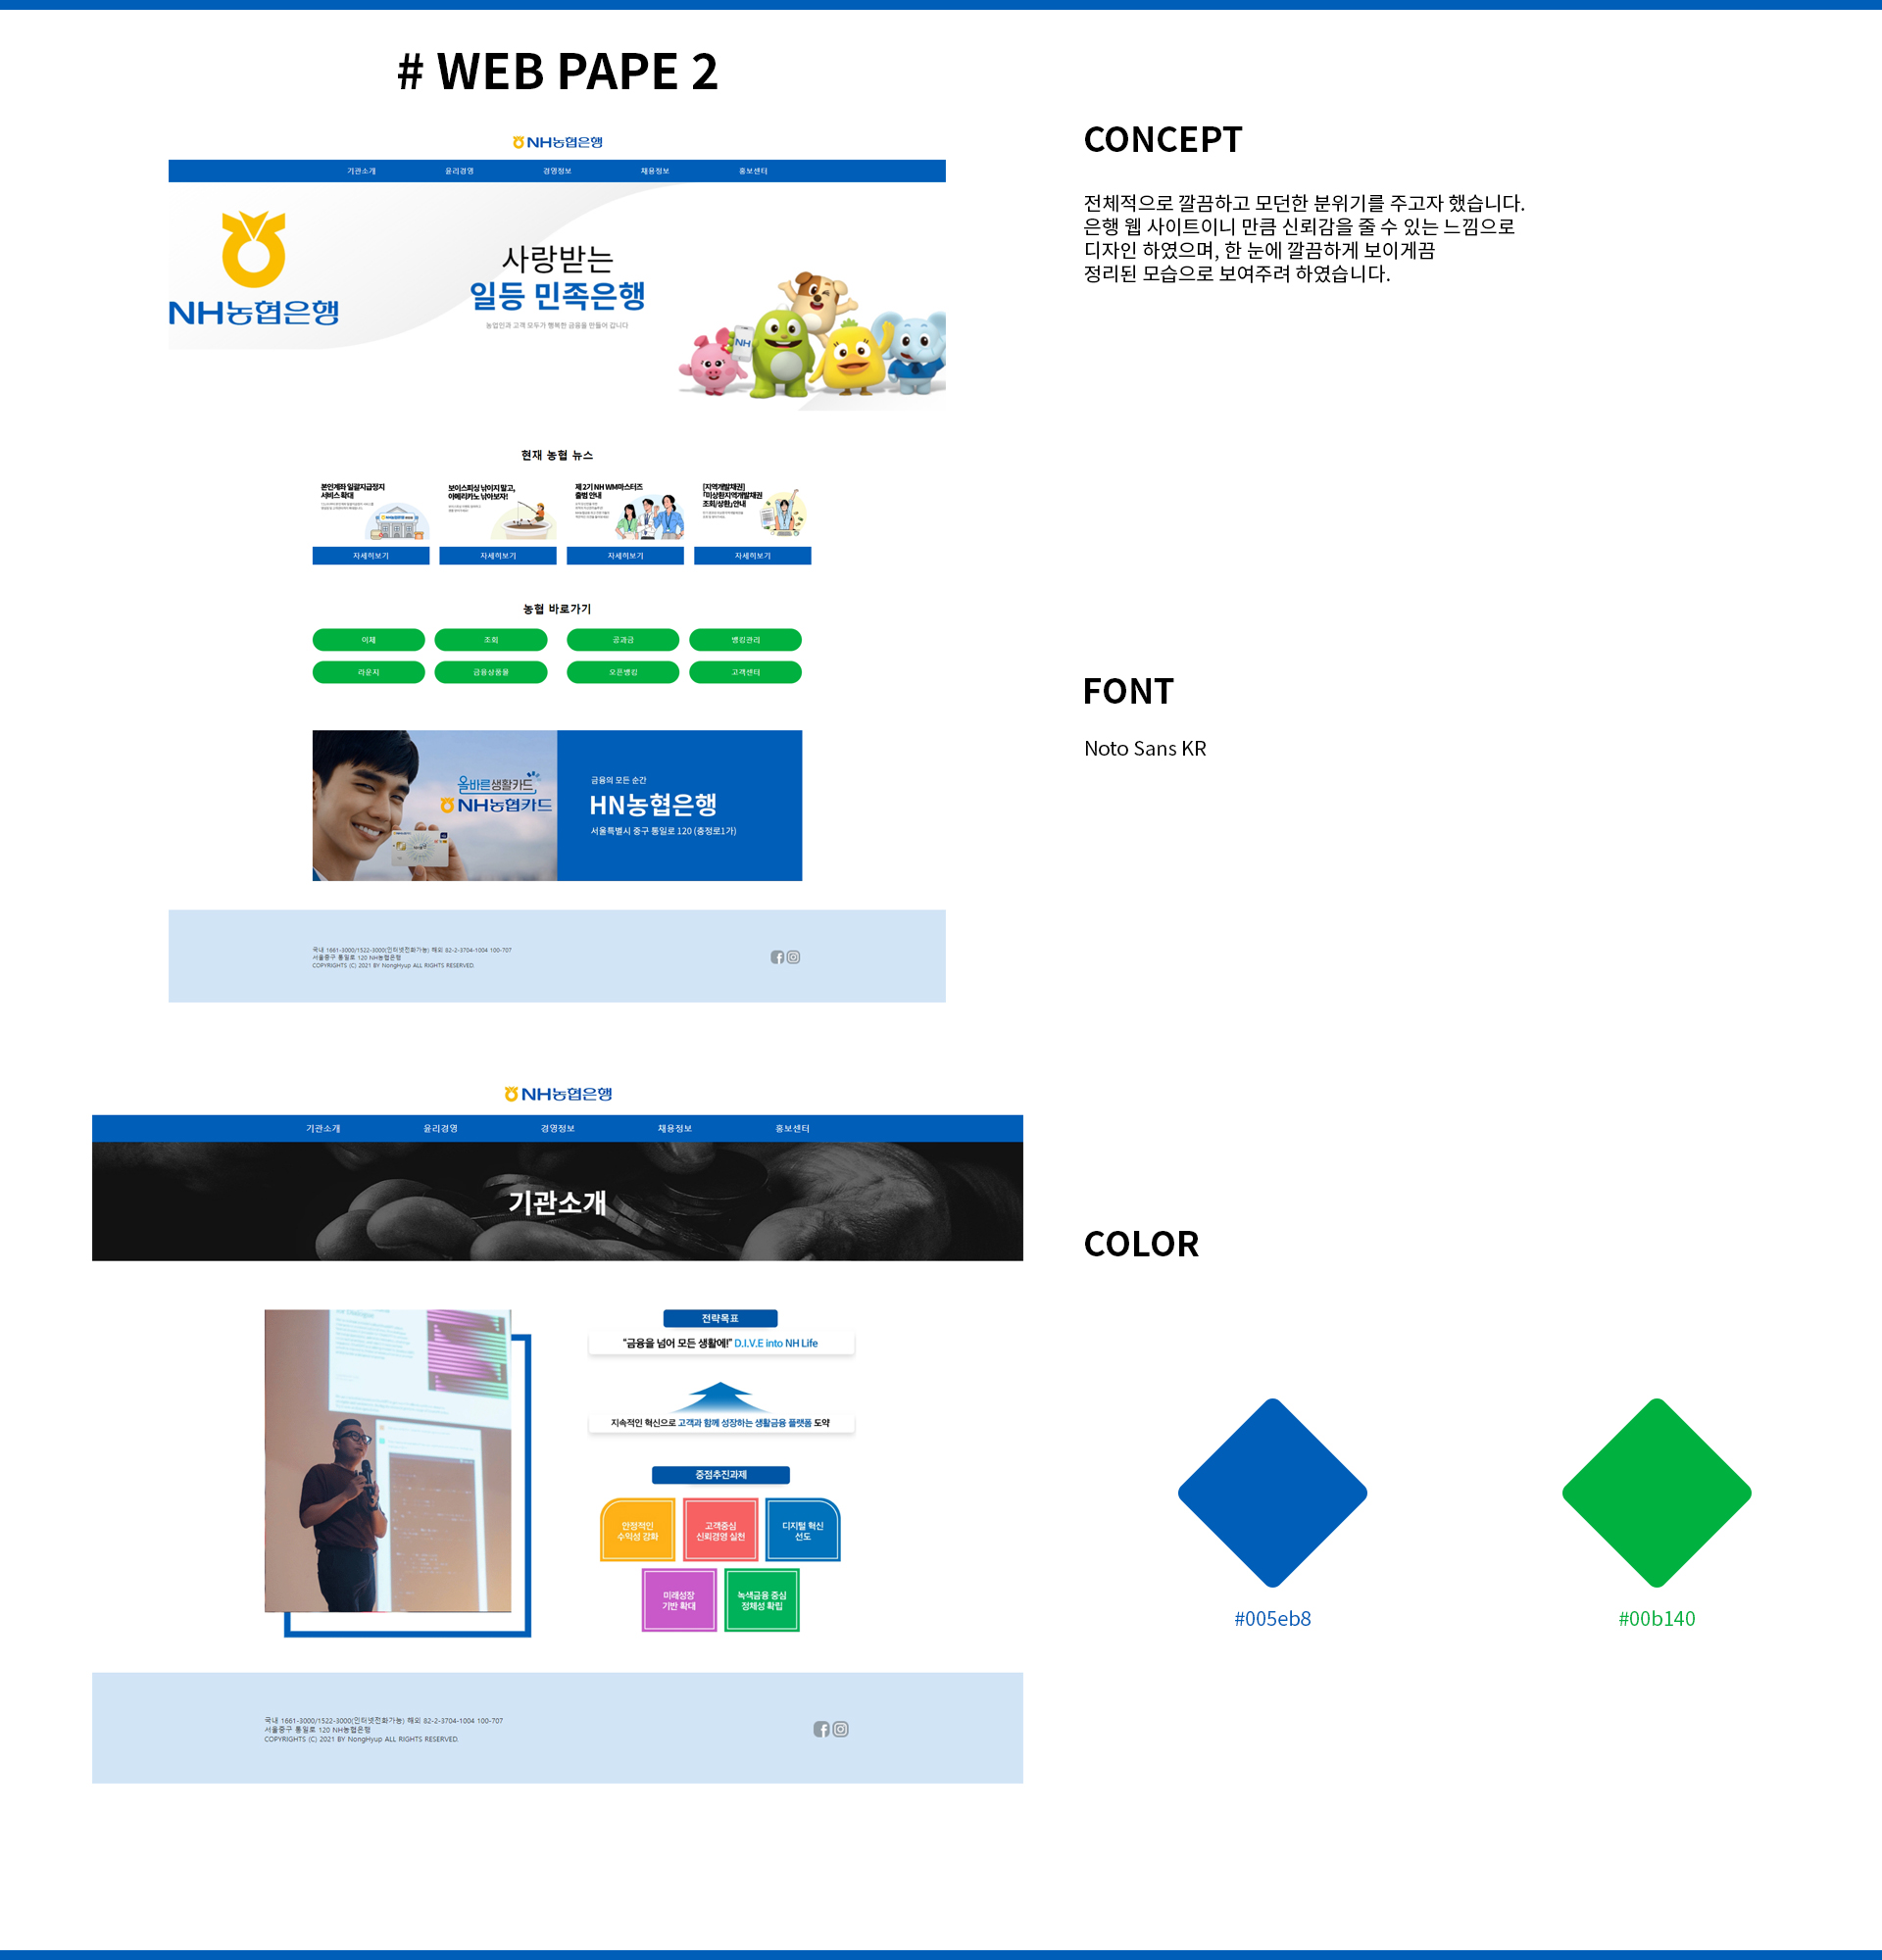 # WEB PAPE 2
NH농협은행
기관소개 윤리경영 경영정보 채용정보 홍보센터
NH농협은행
사랑받는
일등 민족은행
농업인과 고객 모두가 행복한 금융을 만들어 갑니다
NH
현재 농협 뉴스
본인계좌 일괄지급정지
서비스 확대
자세히보기
보이스피싱 낚이지 말고,
아메리카노 낚아보자!
자세히보기
제 2기 NH WM마스터즈
출범 안내
자세히보기
[지역개발채권]
「미상환지역개발채권
조회/상환」안내
자세히보기
농협 바로가기
이체 조회 공과금 뱅킹관리
라운지 금융상품몰 오픈뱅킹 고객센터
올바른생활카드
NH농협카드
금융의 모든 순간
HN농협은행
서울특별시 중구 통일로 120 (충정로1가)
국내 1661-3000/1522-3000(인터넷전화가능) 해외 82-2-3704-1004 100-707
서울중구 통일로 120 NH농협은행
COPYRIGHTS (C) 2021 BY NongHyup ALL RIGHTS RESERVED.
NH농협은행
기관소개 윤리경영 경영정보 채용정보 홍보센터
기관소개
전략목표
"금융을 넘어 모든 생활에!" D.I.V.E into NH Life
지속적인 혁신으로 고객과 함께 성장하는 생활금융 플랫폼 도약
중점추진과제
안정적인
수익성 강화
고객중심
신뢰경영 실천
디지털 혁신
선도
미래성장
기반 확대
녹색금융 중심
정체성 확립
국내 1661-3000/1522-3000(인터넷전화가능) 해외 82-2-3704-1004 100-707
서울중구 통일로 120 NH농협은행
COPYRIGHTS (C) 2021 BY NongHyup ALL RIGHTS RESERVED.
CONCEPT
전체적으로 깔끔하고 모던한 분위기를 주고자 했습니다.
은행 웹 사이트이니 만큼 신뢰감을 줄 수 있는 느낌으로
디자인 하였으며, 한 눈에 깔끔하게 보이게끔
정리된 모습으로 보여주려 하였습니다.
FONT
Noto Sans KR
COLOR
#005eb8
#00b140